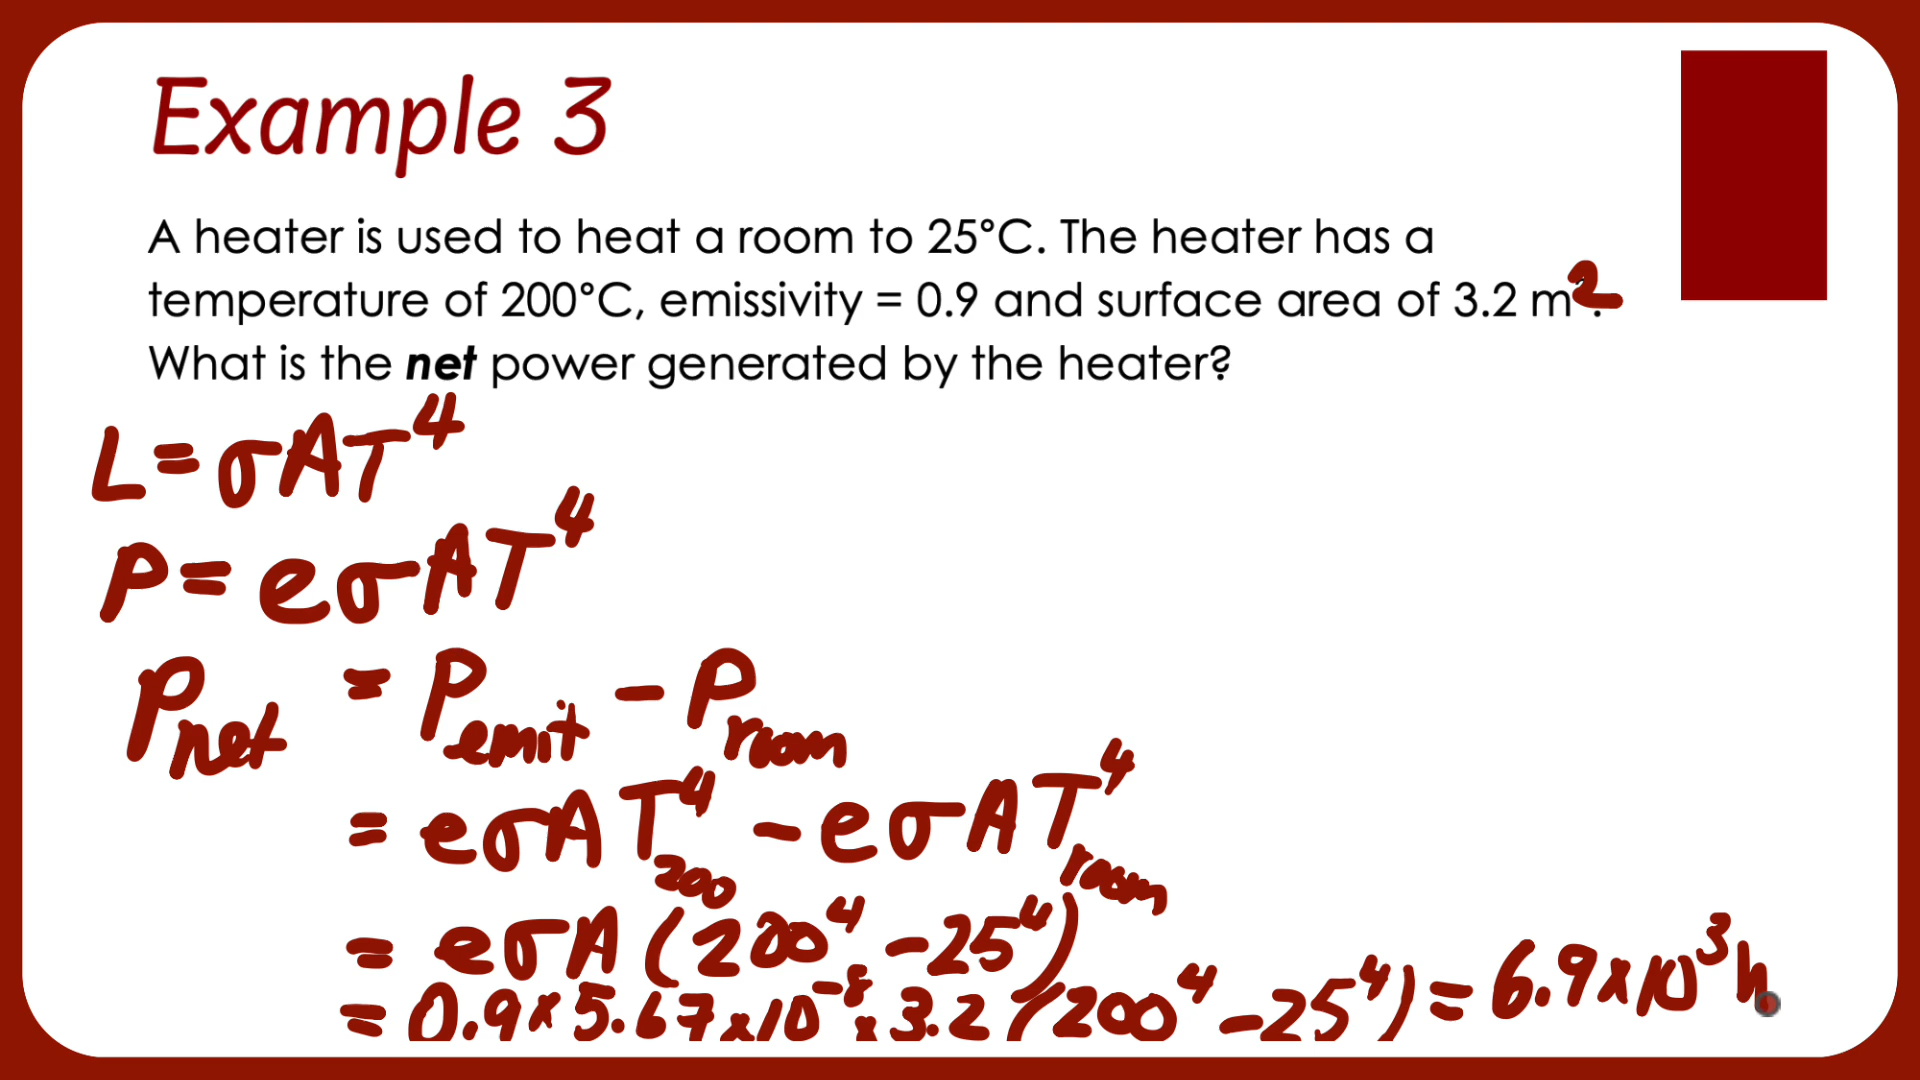 Example 3
A heater is used to heat a room to 25°C. The heater has a
temperature of 200°C, emissivity = 0.9 and surface area of 3.2 m².
What is the net power generated by the heater?
L = σAT⁴
P = eσAT⁴
Pnet = Pemit - Proom
= eσAT⁴200 - eσAT⁴room
= eσA(200⁴ - 25⁴)
= 0.9 x 5.67 x 10⁻⁸ x 3.2 (200⁴ - 25⁴) = 6.9 x 10³